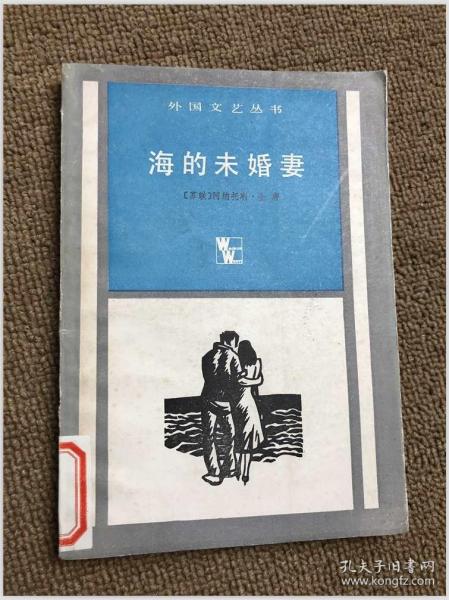 外国文艺丛书
海的未婚妻
〔苏联〕阿纳托利·金 著
孔夫子旧书网
www.kongfz.com